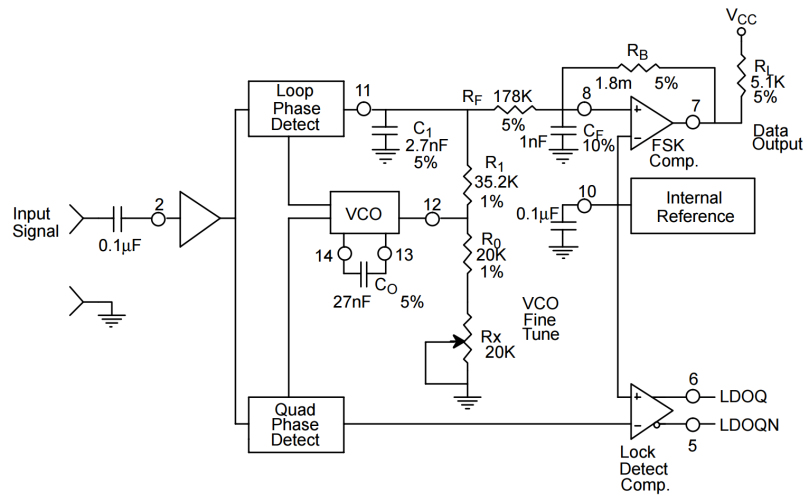 VCC
RB
1.8m 5%
RL
5.1K
5%
Loop
Phase
Detect
11
RF
178K
5%
8
+
−
7
FSK
Comp.
Data
Output
C1
2.7nF
5%
1nF
CF
10%
R1
35.2K
1%
10
0.1µF
Internal
Reference
Input
Signal
2
0.1µF
VCO
12
14
13
CO
27nF 5%
R0
20K
1%
VCO
Fine
Tune
Rx
20K
Quad
Phase
Detect
+
−
6
LDOQ
LDOQN
5
Lock
Detect
Comp.